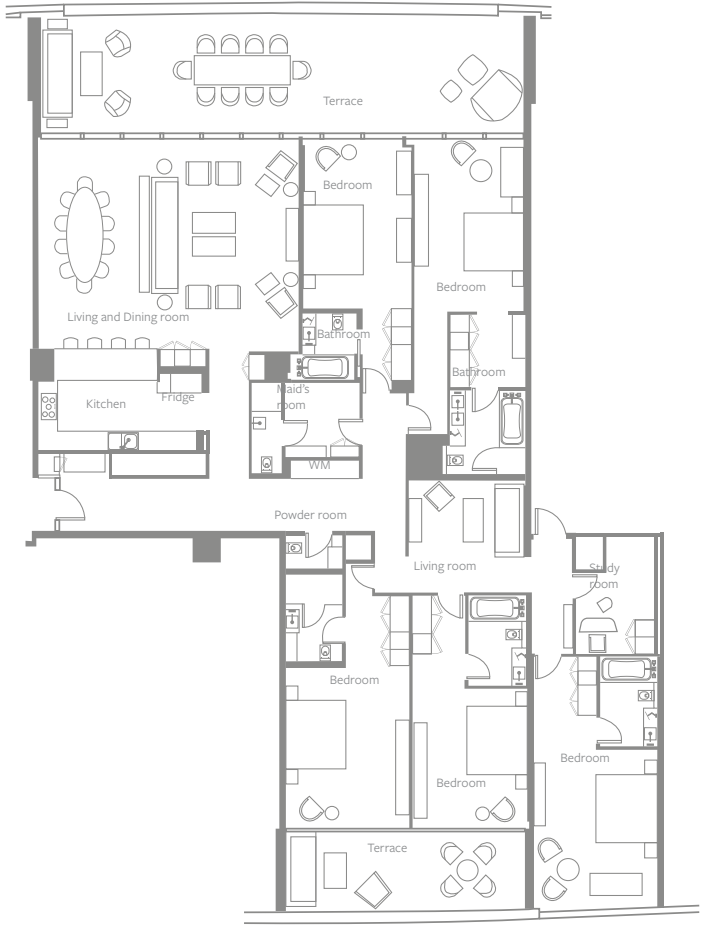 Terrace
Bedroom
Bedroom
Living and Dining room
Bathroom
Bathroom
Maid's
room
Fridge
Kitchen
WM
Powder room
Living room
Study
room
Bedroom
Bedroom
Bedroom
Terrace